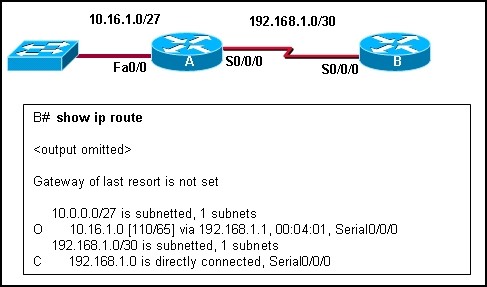 10.16.1.0/27
192.168.1.0/30
A
B
Fa0/0
S0/0/0
S0/0/0
B# show ip route
<output omitted>
Gateway of last resort is not set
10.0.0.0/27 is subnetted, 1 subnets
O 10.16.1.0 [110/65] via 192.168.1.1, 00:04:01, Serial0/0/0
192.168.1.0/30 is subnetted, 1 subnets
C 192.168.1.0 is directly connected, Serial0/0/0